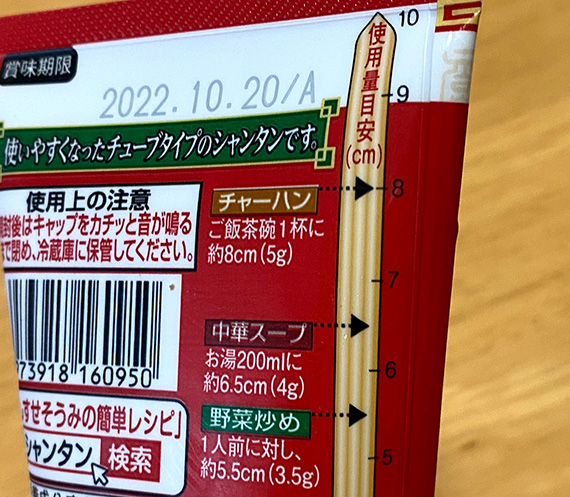 賞味期限
2022.10.20/A
使いやすくなったチューブタイプのシャンタンです。
使用上の注意
開封後はキャップをカチッと音が鳴る
まで閉め、冷蔵庫に保管してください。
973918 160950
すせそうみの簡単レシピ」
シャンタン 検索
チャーハン
ご飯茶碗1杯に
約8cm(5g)
中華スープ
お湯200mlに
約6.5cm(4g)
野菜炒め
1人前に対し、
約5.5cm(3.5g)
使用量目安
(cm)
10
9
8
7
6
5